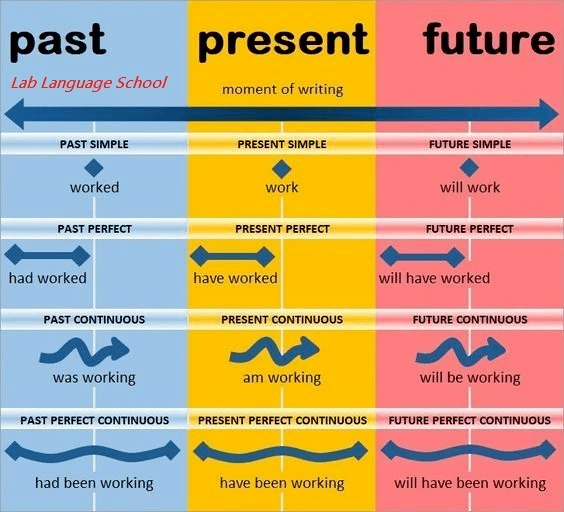 past present future
Lab Language School
moment of writing
PAST SIMPLE PRESENT SIMPLE FUTURE SIMPLE
worked work will work
PAST PERFECT PRESENT PERFECT FUTURE PERFECT
had worked have worked will have worked
PAST CONTINUOUS PRESENT CONTINUOUS FUTURE CONTINUOUS
was working am working will be working
PAST PERFECT CONTINUOUS PRESENT PERFECT CONTINUOUS FUTURE PERFECT CONTINUOUS
had been working have been working will have been working